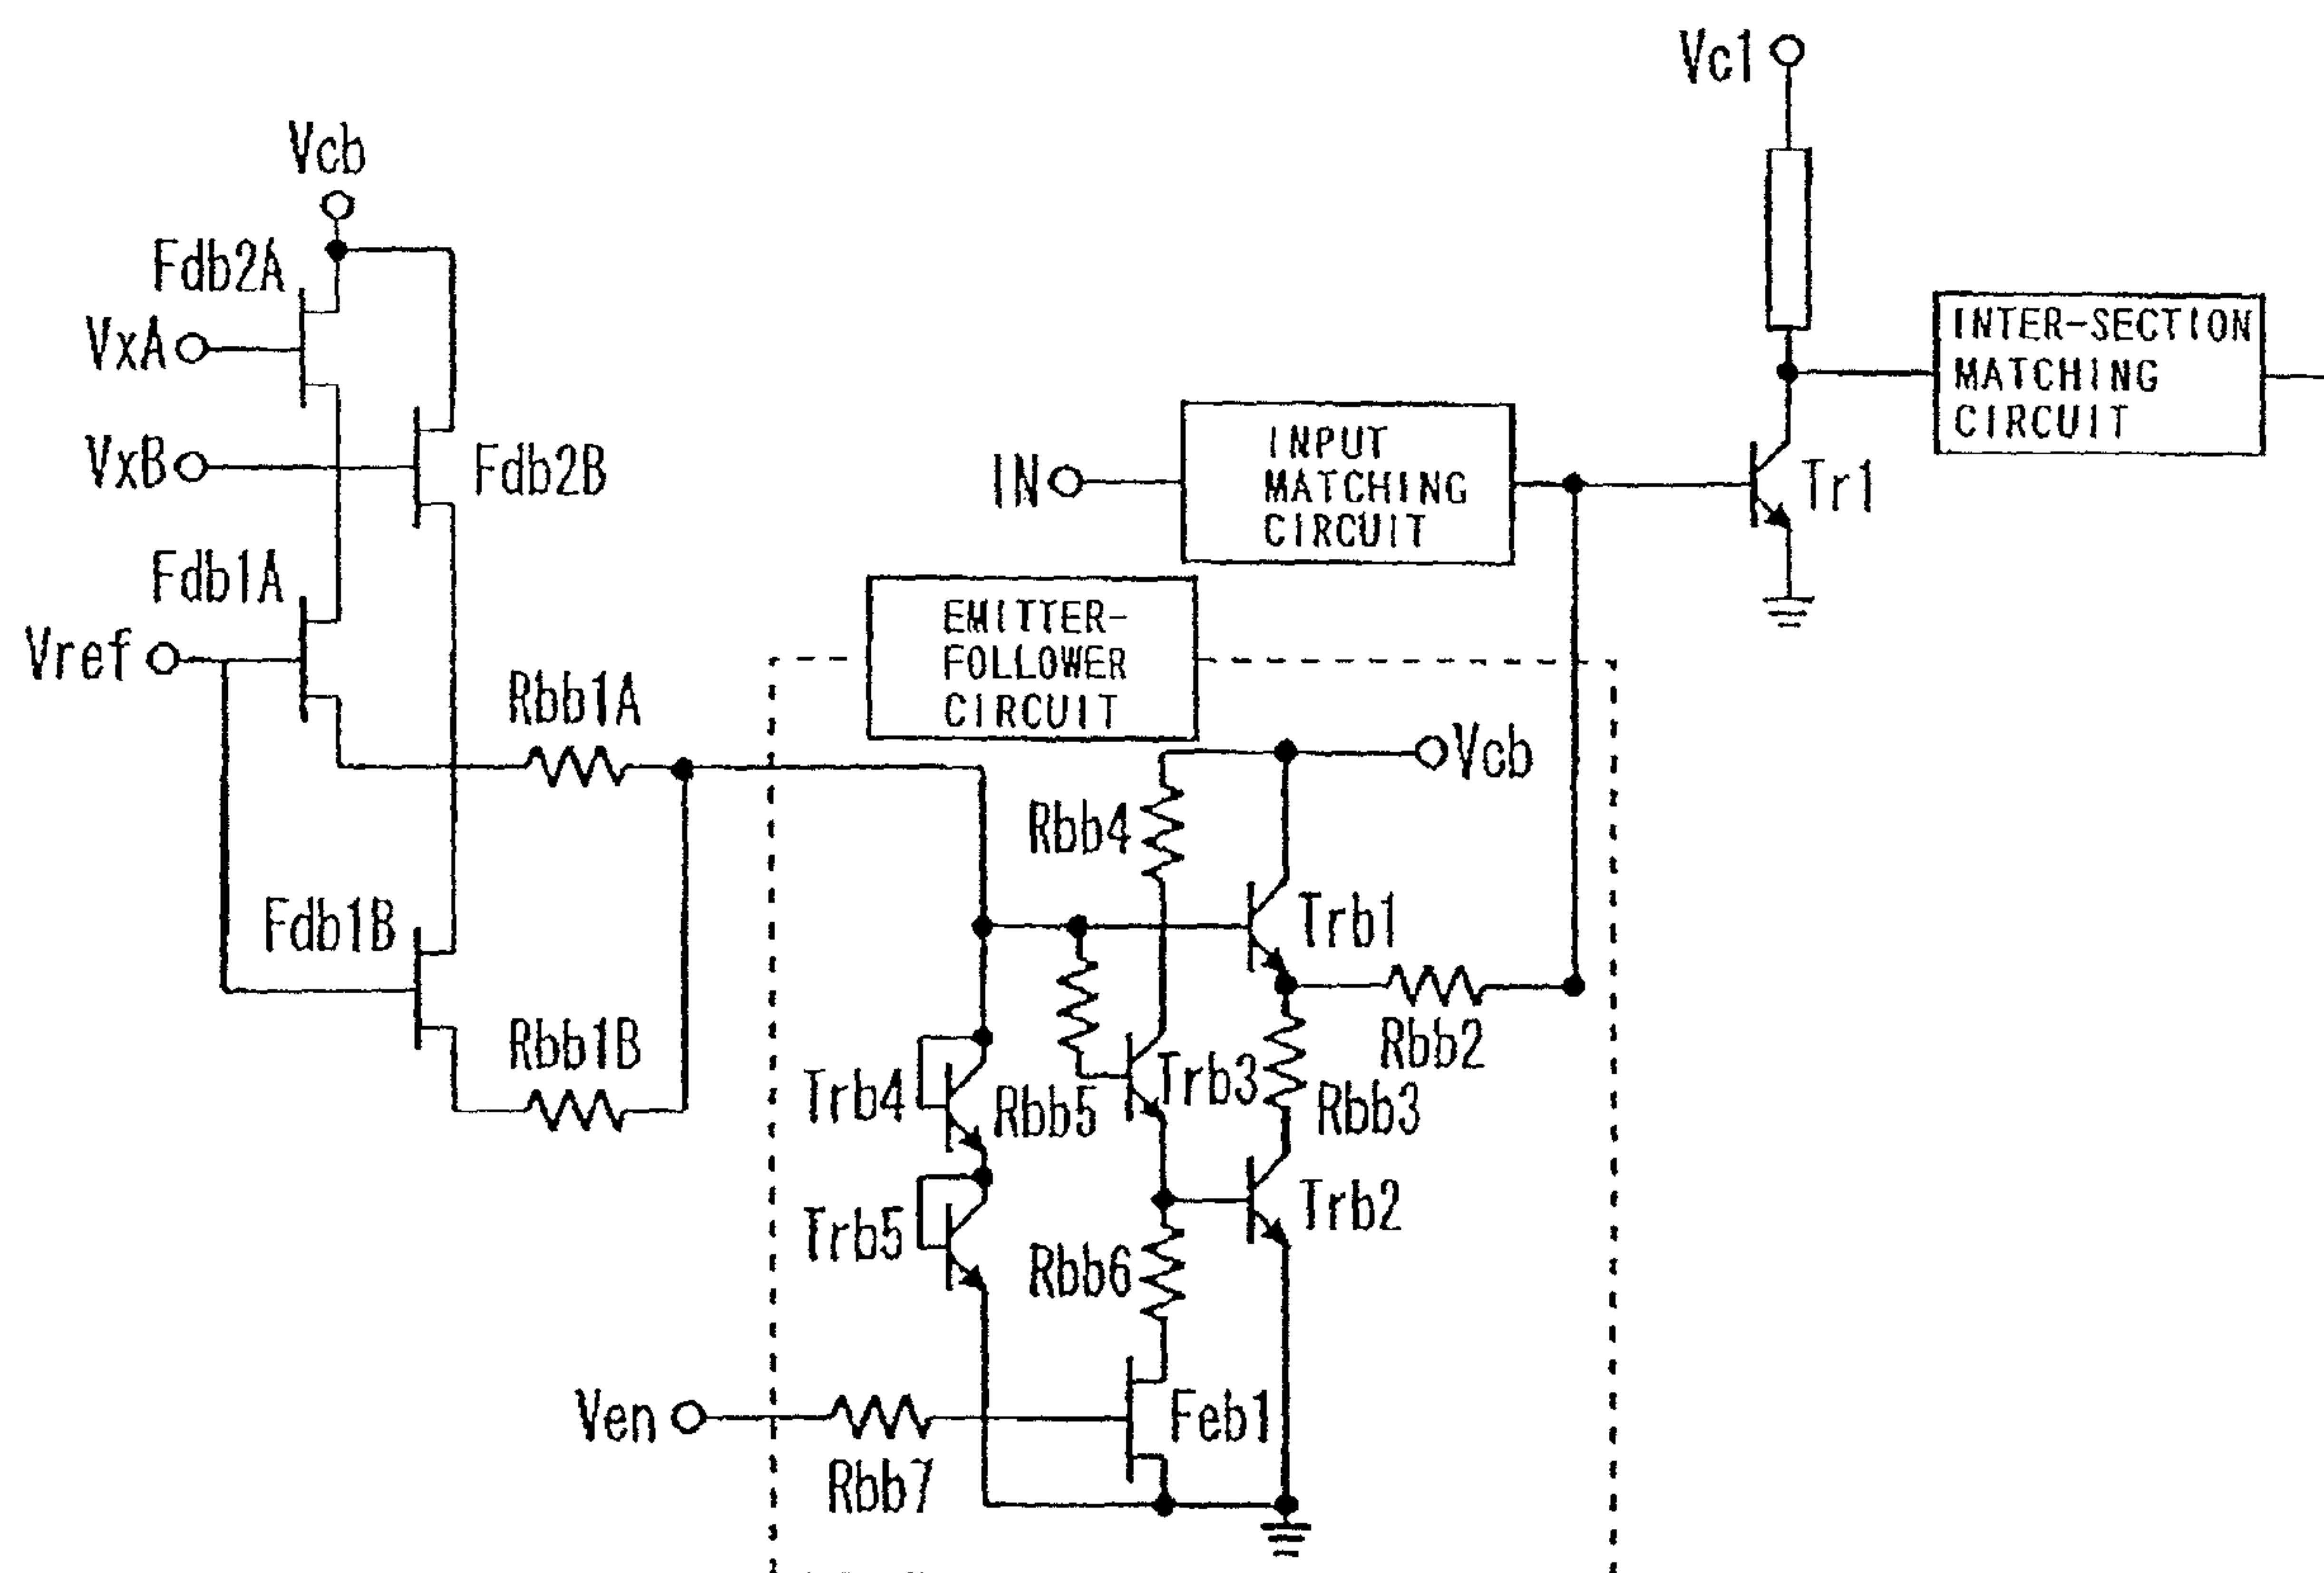 Vc1
Vcb
Fdb2A
VxA
VxB
Fdb2B
INTER-SECTION
MATCHING
CIRCUIT
INPUT
MATCHING
CIRCUIT
IN
Tr1
Fdb1A
Vref
EMITTER-
FOLLOWER
CIRCUIT
Rbb1A
Vcb
Rbb4
Fdb1B
Trb1
Rbb1B
Rbb2
Trb4
Rbb5
Trb3
Rbb3
Trb5
Trb2
Rbb6
Ven
Feb1
Rbb7